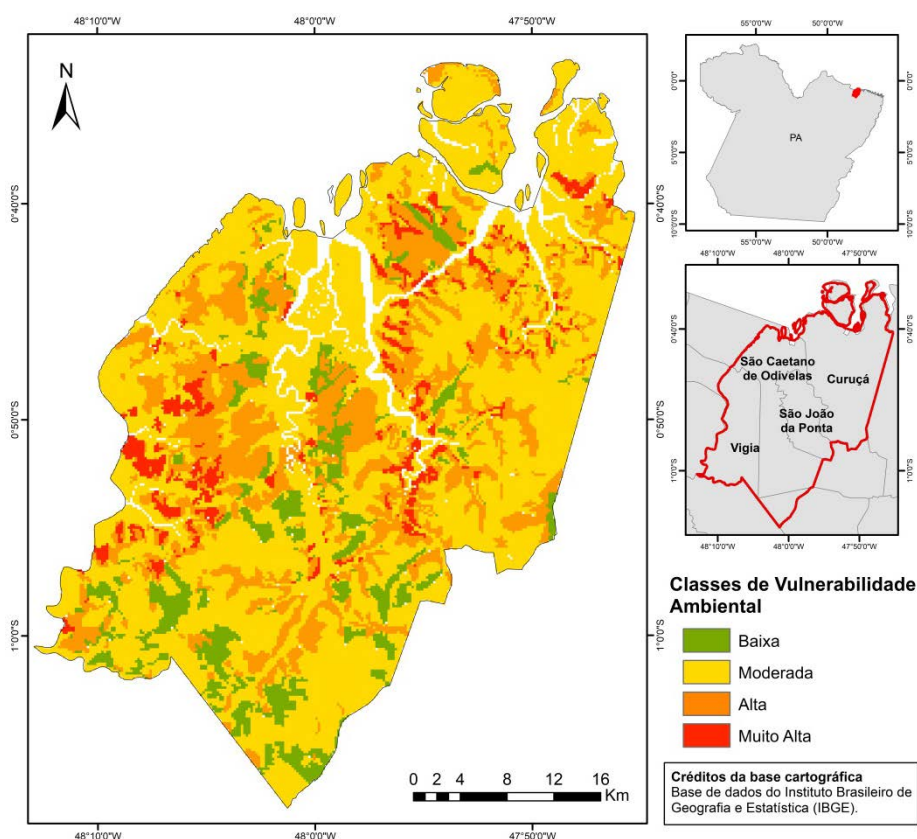 48°10'0"W
48°0'0"W
47°50'0"W
N
0°40'0"S
0°50'0"S
1°0'0"S
0°40'0"S
0°50'0"S
1°0'0"S
48°10'0"W
48°0'0"W
47°50'0"W
0 2 4 8 12 16
Km
55°0'0"W
50°0'0"W
0°0'0"
5°0'0"S
10°0'0"S
PA
0°0'0"
5°0'0"S
10°0'0"S
55°0'0"W
50°0'0"W
48°10'0"W
48°0'0"W
47°50'0"W
0°40'0"S
0°50'0"S
1°0'0"S
São Caetano
de Odivelas
Curuçá
São João
da Ponta
Vigia
0°40'0"S
0°50'0"S
1°0'0"S
48°10'0"W
48°0'0"W
47°50'0"W
Classes de Vulnerabilidade
Ambiental
Baixa
Moderada
Alta
Muito Alta
Créditos da base cartográfica
Base de dados do Instituto Brasileiro de
Geografia e Estatística (IBGE).